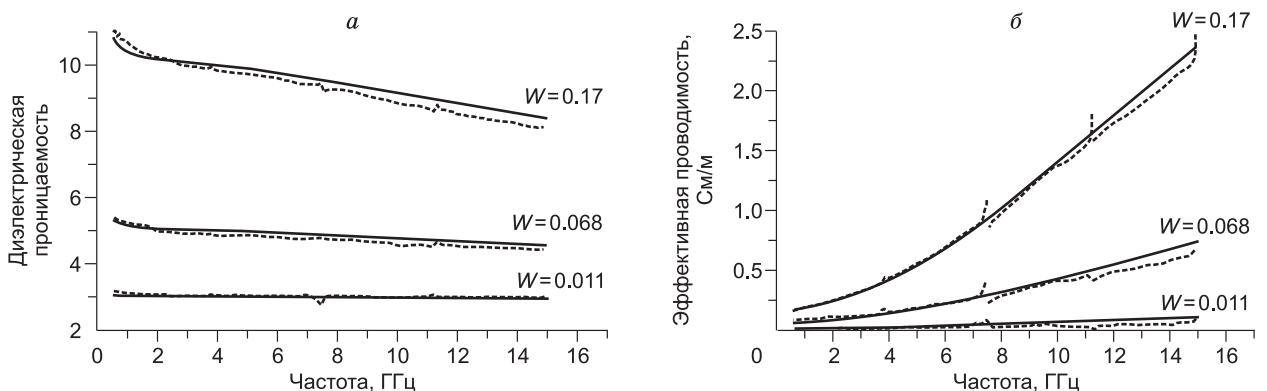 а
Диэлектрическая
проницаемость
10
8
6
4
2
W=0.17
W=0.068
W=0.011
0 2 4 6 8 10 12 14 16
Частота, ГГц
б
Эффективная проводимость,
См/м
2.5
2.0
1.5
1.0
0.5
0
W=0.17
W=0.068
W=0.011
2 4 6 8 10 12 14 16
Частота, ГГц